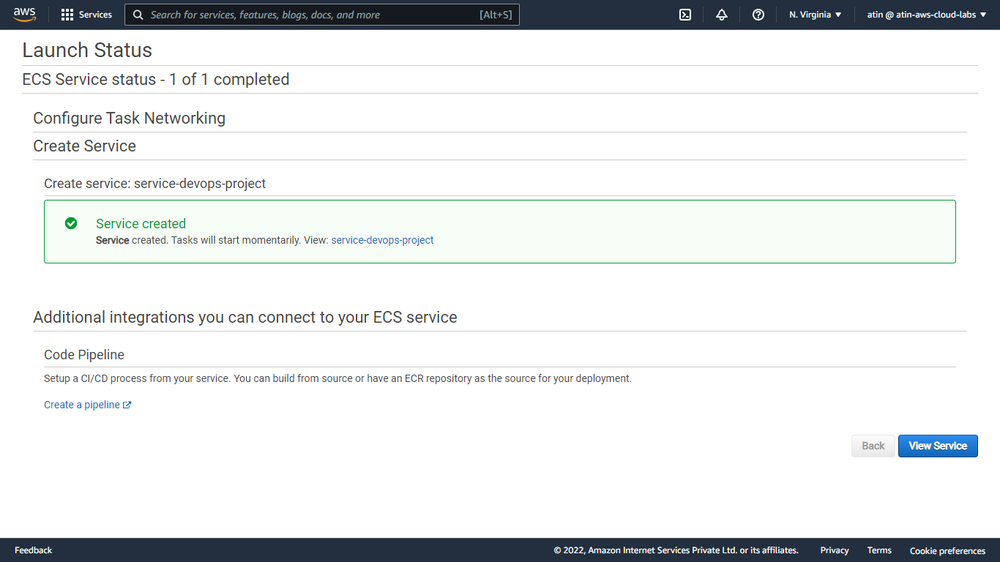 aws Services Search for services, features, blogs, docs, and more [Alt+S] N. Virginia ▼ atin @ atin-aws-cloud-labs ▼
Launch Status
ECS Service status - 1 of 1 completed
Configure Task Networking
Create Service
Create service: service-devops-project
Service created
Service created. Tasks will start momentarily. View: service-devops-project
Additional integrations you can connect to your ECS service
Code Pipeline
Setup a CI/CD process from your service. You can build from source or have an ECR repository as the source for your deployment.
Create a pipeline
Back View Service
Feedback © 2022, Amazon Internet Services Private Ltd. or its affiliates. Privacy Terms Cookie preferences